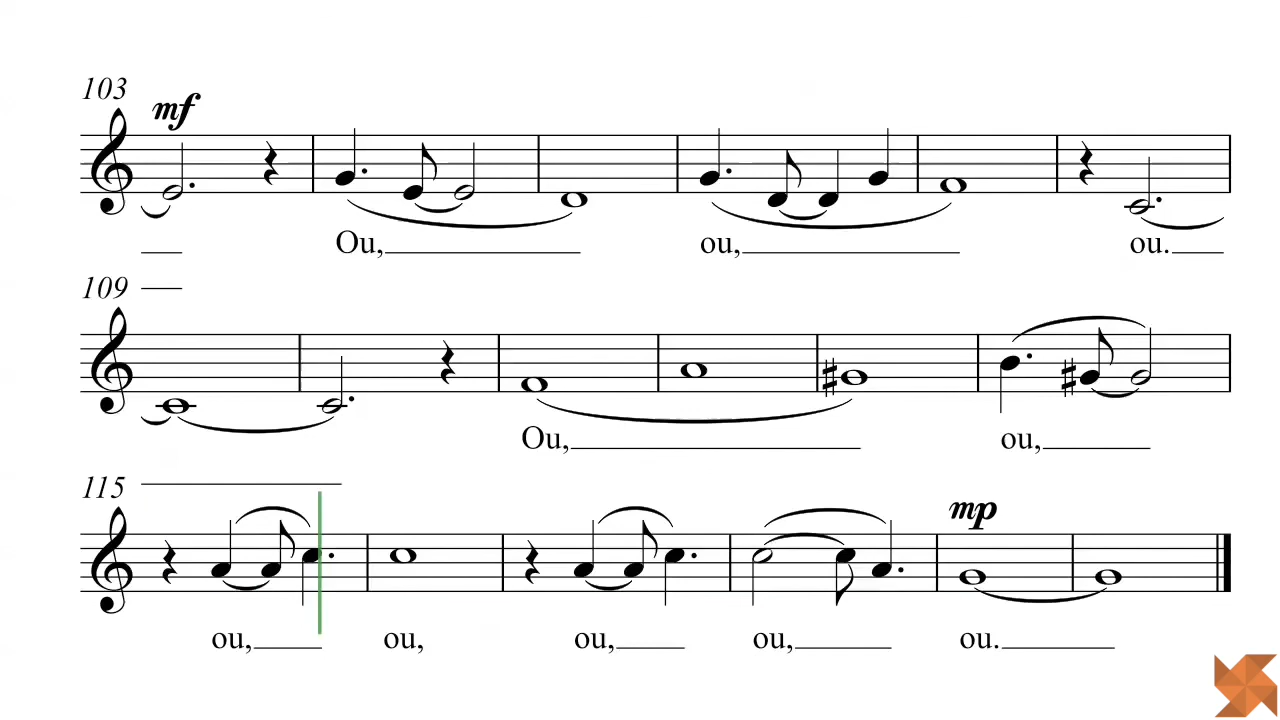 103
mf
Ou, ou, ou.
109
Ou, ou,
115
mp
ou, ou, ou, ou, ou.